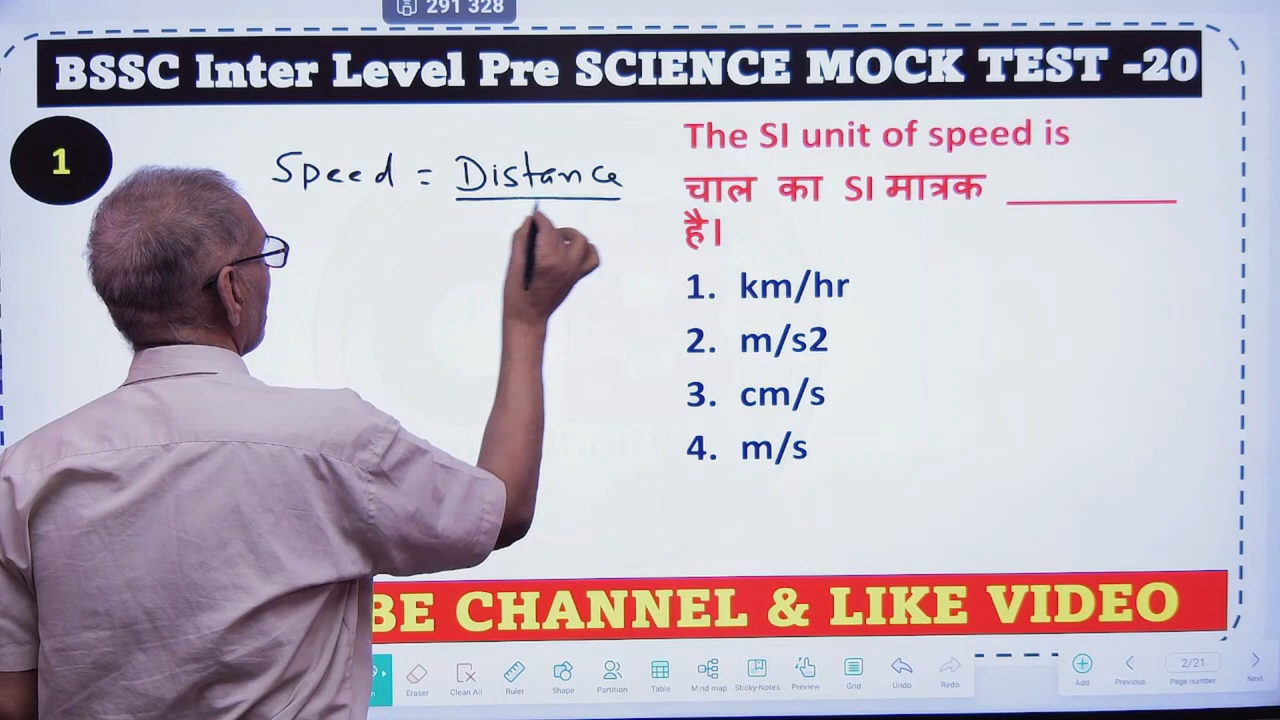 291 328
BSSC Inter Level Pre SCIENCE MOCK TEST -20
1
Speed = Distance
The SI unit of speed is
चाल का SI मात्रक ________
है।
1. km/hr
2. m/s2
3. cm/s
4. m/s
BE CHANNEL & LIKE VIDEO
Eraser Clean All Ruler Shape Partition Table Mind map Sticky-Notes Preview Grid Undo Redo
Add Previous 2/21 Page number Next